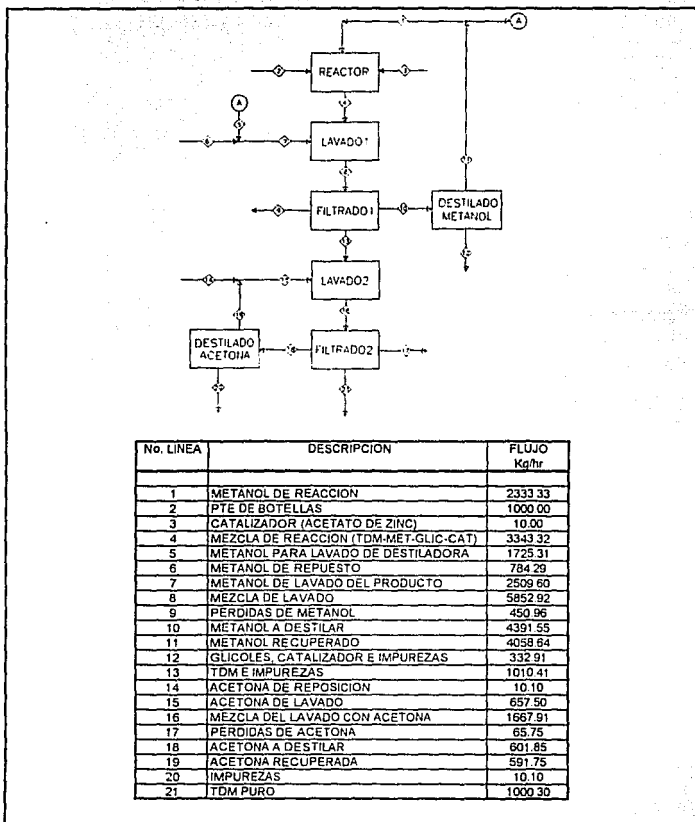 A
REACTOR
A
LAVADO1
FILTRADO1
DESTILADO METANOL
LAVADO2
DESTILADO ACETONA
FILTRADO2
No. LINEA DESCRIPCION FLUJO Kg/hr
1 METANOL DE REACCION 2333.33
2 PTE DE BOTELLAS 1000.00
3 CATALIZADOR (ACETATO DE ZINC) 10.00
4 MEZCLA DE REACCION (TDM-MET-GLIC-CAT) 3343.32
5 METANOL PARA LAVADO DE DESTILADORA 1725.31
6 METANOL DE REPUESTO 784.29
7 METANOL DE LAVADO DEL PRODUCTO 2509.60
8 MEZCLA DE LAVADO 5852.92
9 PERDIDAS DE METANOL 450.96
10 METANOL A DESTILAR 4391.55
11 METANOL RECUPERADO 4058.64
12 GLICOLES, CATALIZADOR E IMPUREZAS 332.91
13 TDM E IMPUREZAS 1010.41
14 ACETONA DE REPOSICION 10.10
15 ACETONA DE LAVADO 657.50
16 MEZCLA DEL LAVADO CON ACETONA 1667.91
17 PERDIDAS DE ACETONA 65.75
18 ACETONA A DESTILAR 601.85
19 ACETONA RECUPERADA 591.75
20 IMPUREZAS 10.10
21 TDM PURO 1000.30